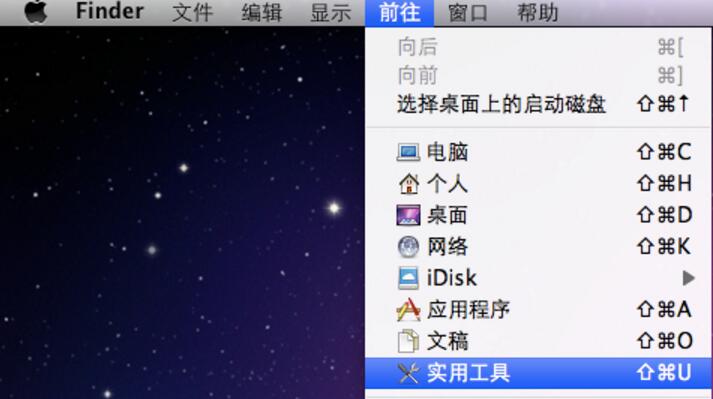 Finder 文件 编辑 显示 前往 窗口 帮助
向后 ⌘[
向前 ⌘]
选择桌面上的启动磁盘 ⇧⌘↑
电脑 ⇧⌘C
个人 ⇧⌘H
桌面 ⇧⌘D
网络 ⇧⌘K
iDisk ▶
应用程序 ⇧⌘A
文稿 ⇧⌘O
实用工具 ⇧⌘U